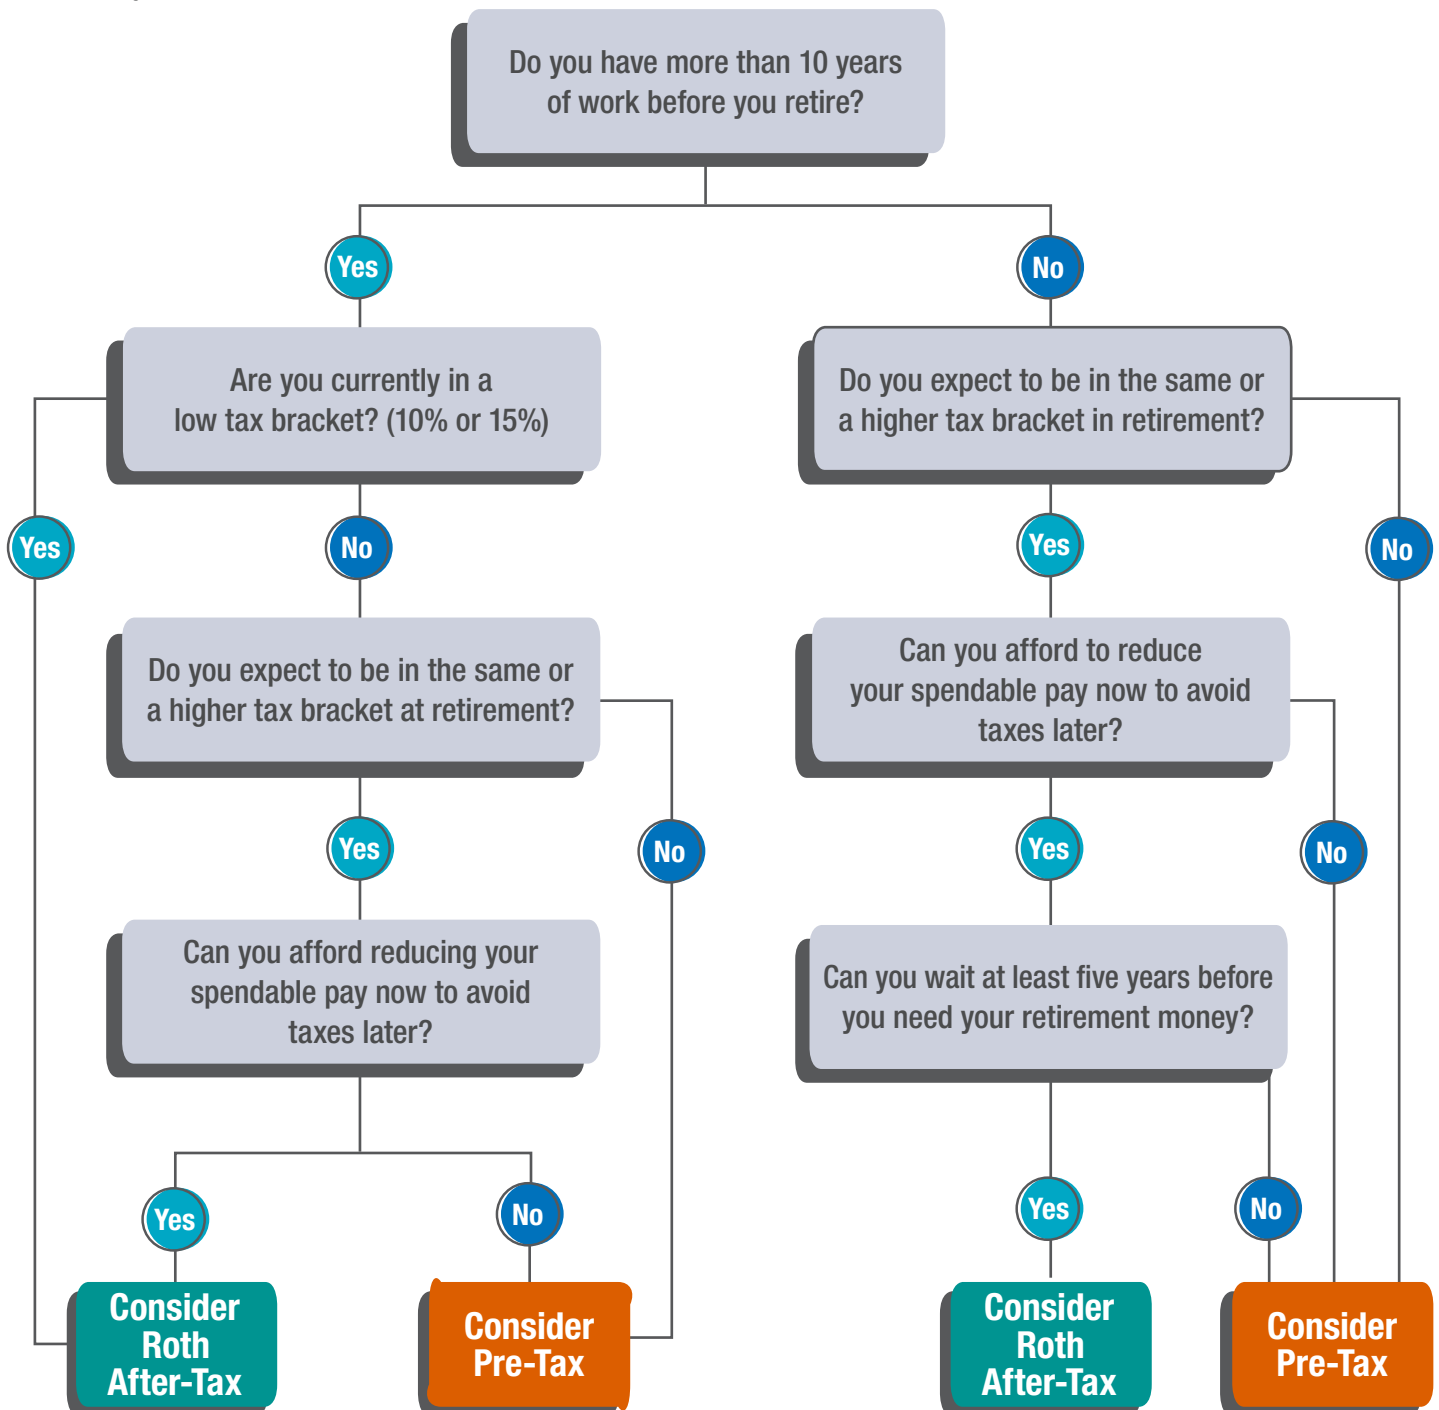 Do you have more than 10 years
of work before you retire?
Yes
No
Are you currently in a
low tax bracket? (10% or 15%)
Do you expect to be in the same or
a higher tax bracket in retirement?
Yes
No
Yes
No
Do you expect to be in the same or
a higher tax bracket at retirement?
Can you afford to reduce
your spendable pay now to avoid
taxes later?
Yes
No
Yes
No
Can you afford reducing your
spendable pay now to avoid
taxes later?
Can you wait at least five years before
you need your retirement money?
Yes
No
Yes
No
Consider
Roth
After-Tax
Consider
Pre-Tax
Consider
Roth
After-Tax
Consider
Pre-Tax